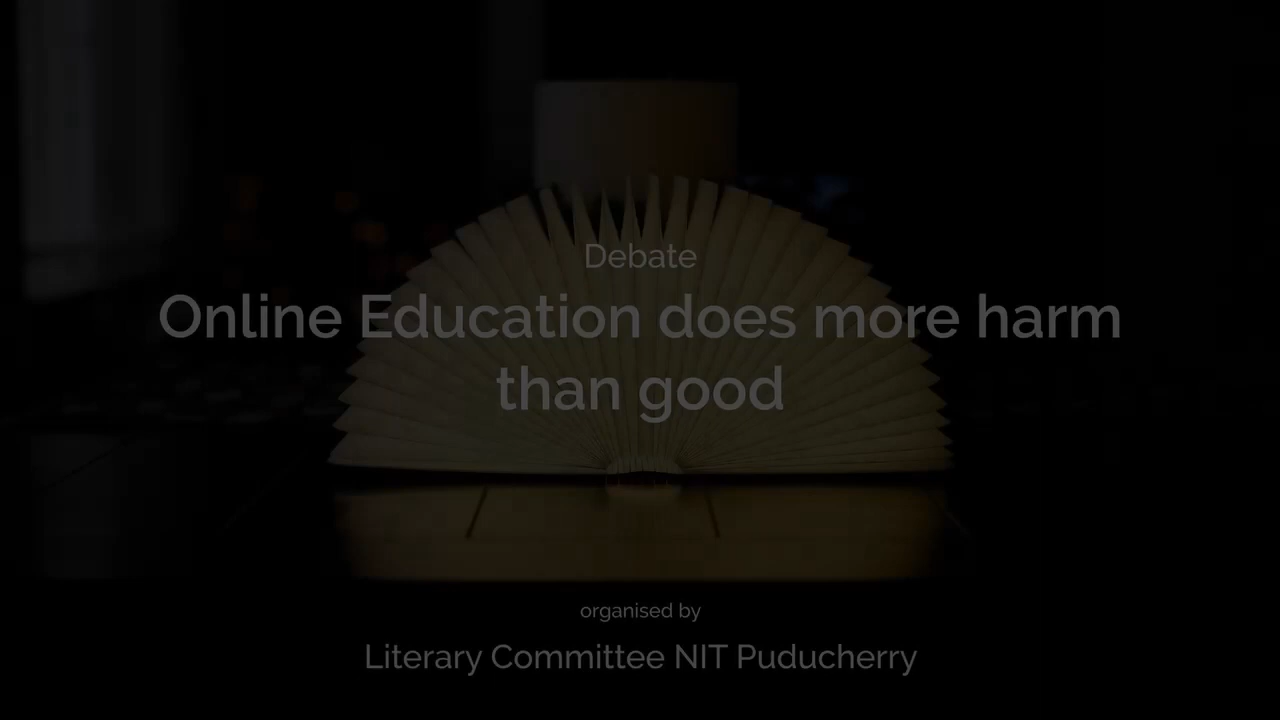 Debate
Online Education does more harm
than good
organised by
Literary Committee NIT Puducherry